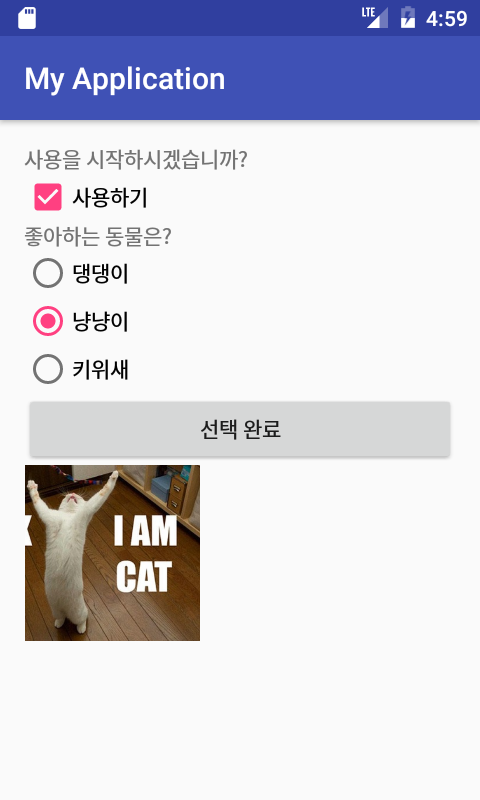 LTE 4:59
My Application
사용을 시작하시겠습니까?
사용하기
좋아하는 동물은?
댕댕이
냥냥이
키위새
선택 완료
I AM
CAT